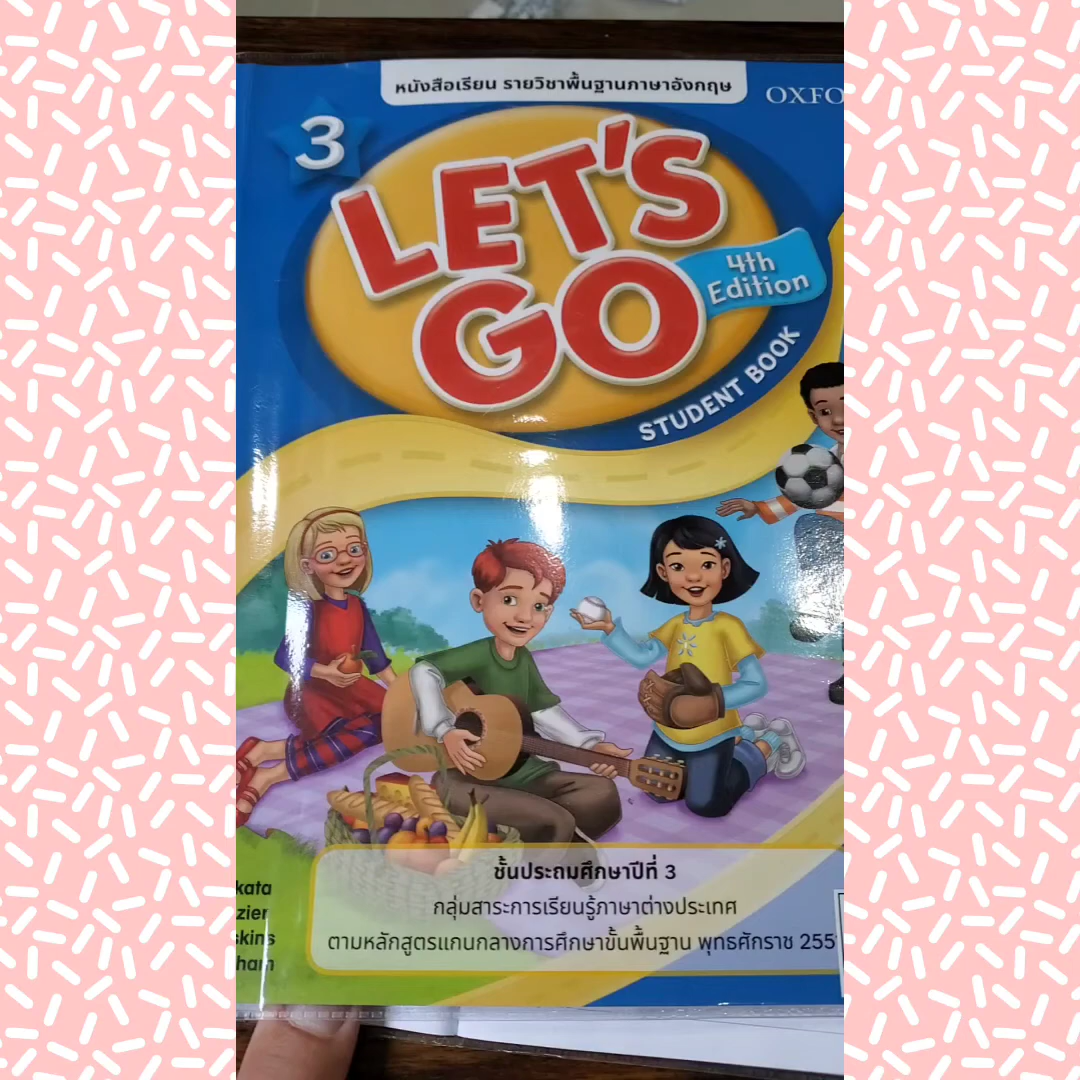 หนังสือเรียน รายวิชาพื้นฐานภาษาอังกฤษ
OXFO
3
LET'S
GO
4th
Edition
STUDENT BOOK
ชั้นประถมศึกษาปีที่ 3
กลุ่มสาระการเรียนรู้ภาษาต่างประเทศ
ตามหลักสูตรแกนกลางการศึกษาขั้นพื้นฐาน พุทธศักราช 255
kata
zier
skins
ham